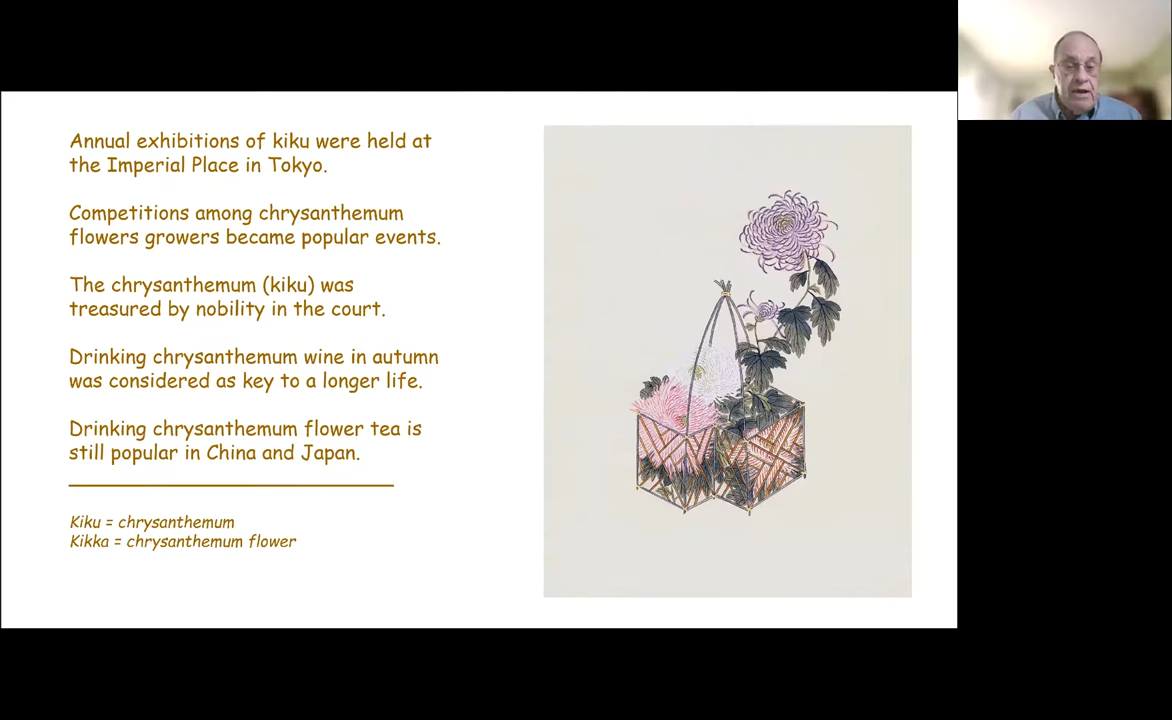 Annual exhibitions of kiku were held at
the Imperial Place in Tokyo.
Competitions among chrysanthemum
flowers growers became popular events.
The chrysanthemum (kiku) was
treasured by nobility in the court.
Drinking chrysanthemum wine in autumn
was considered as key to a longer life.
Drinking chrysanthemum flower tea is
still popular in China and Japan.
Kiku = chrysanthemum
Kikka = chrysanthemum flower